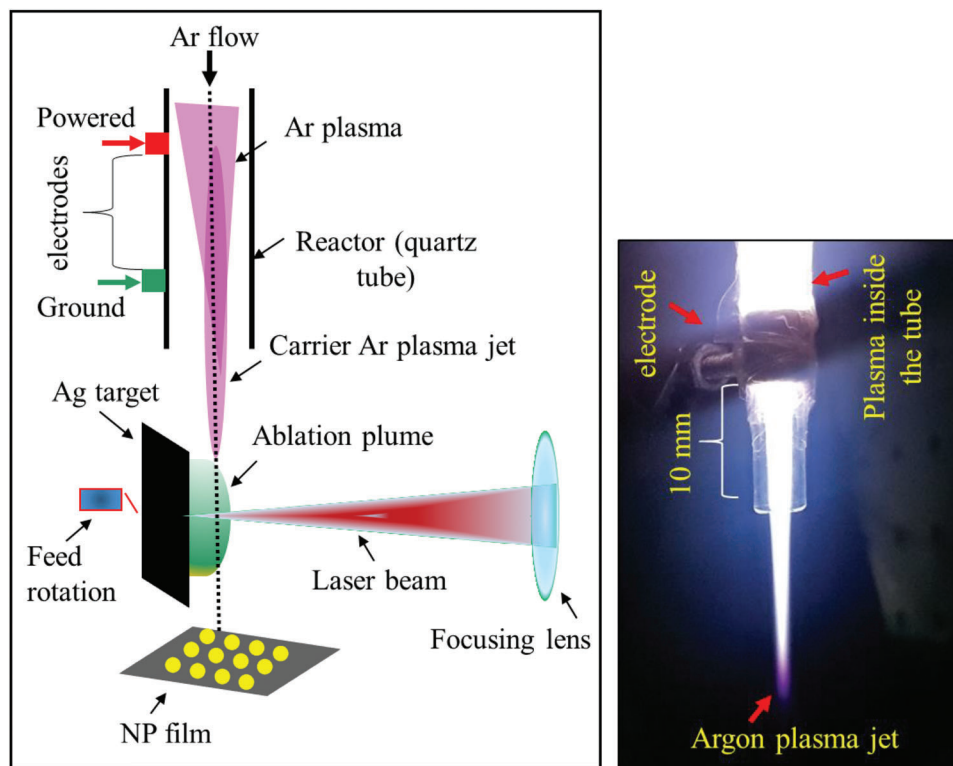 Ar flow
Powered
Ar plasma
electrodes
Reactor (quartz
tube)
Ground
Carrier Ar plasma jet
Ag target
Ablation plume
Feed
rotation
Laser beam
Focusing lens
NP film
electrode
Plasma inside
the tube
10 mm
Argon plasma jet